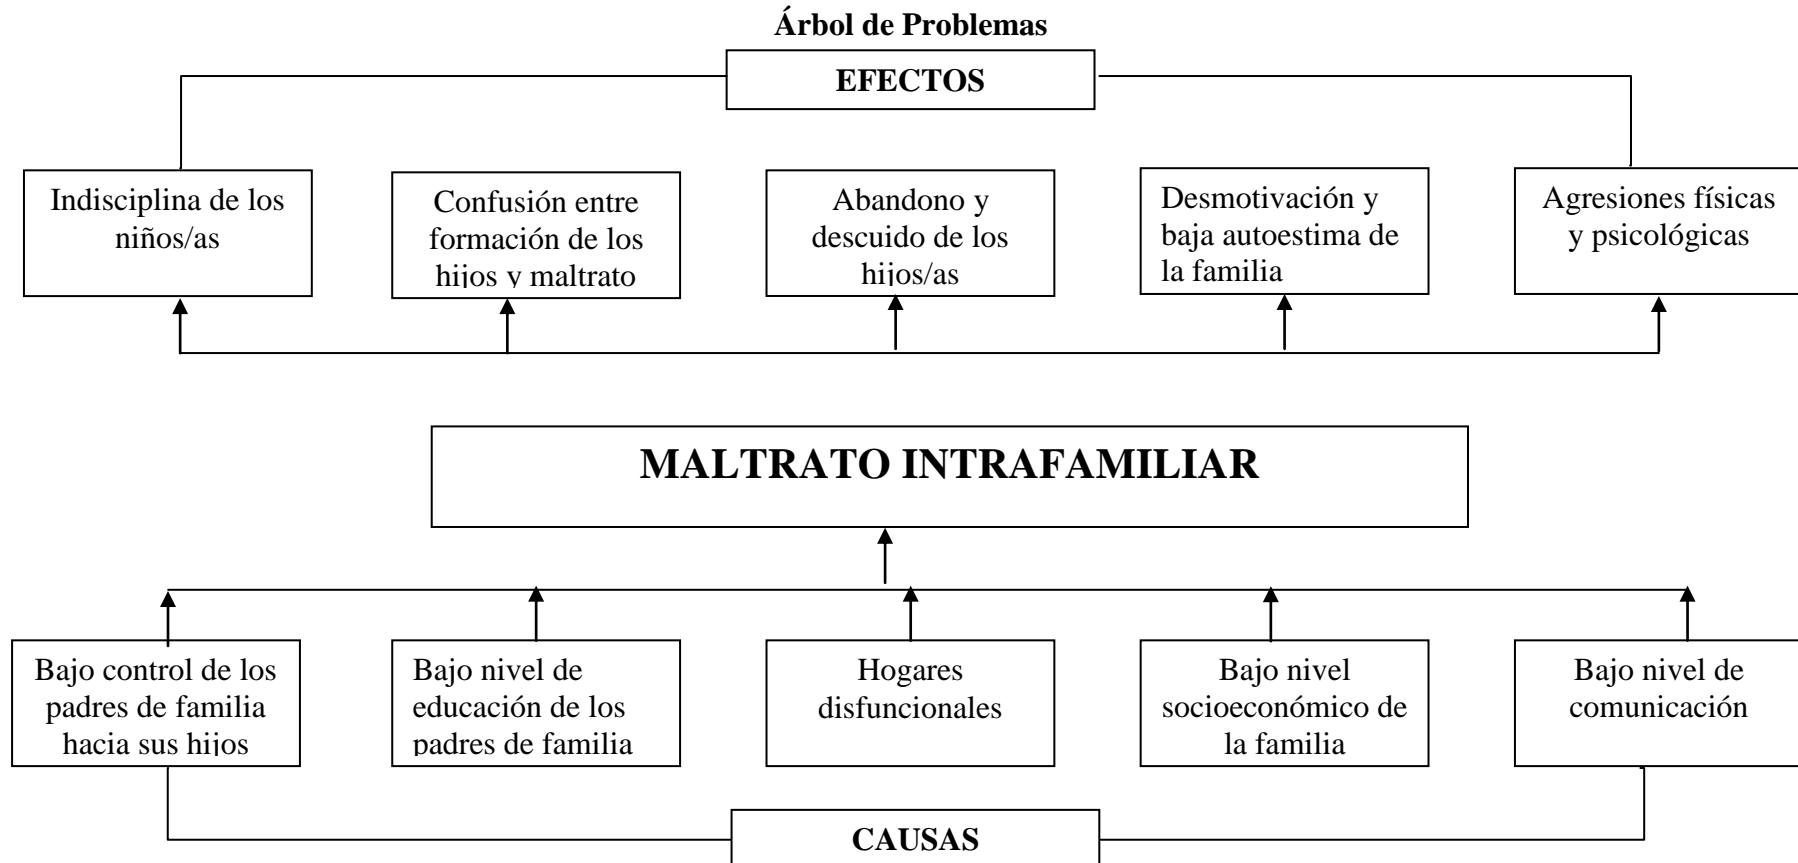 Árbol de Problemas
EFECTOS
Indisciplina de los
niños/as
Confusión entre
formación de los
hijos y maltrato
Abandono y
descuido de los
hijos/as
Desmotivación y
baja autoestima de
la familia
Agresiones físicas
y psicológicas
MALTRATO INTRAFAMILIAR
Bajo control de los
padres de familia
hacia sus hijos
Bajo nivel de
educación de los
padres de familia
Hogares
disfuncionales
Bajo nivel
socioeconómico de
la familia
Bajo nivel de
comunicación
CAUSAS